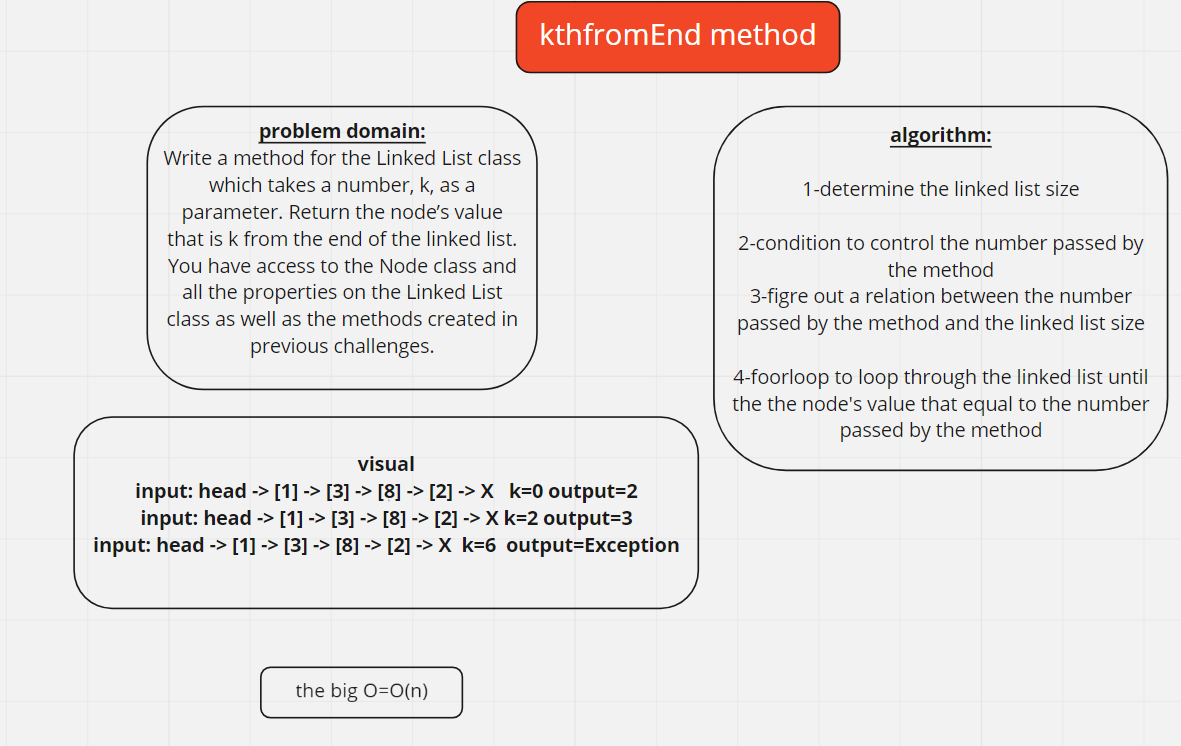 kthfromEnd method
problem domain:
Write a method for the Linked List class
which takes a number, k, as a
parameter. Return the node’s value
that is k from the end of the linked list.
You have access to the Node class and
all the properties on the Linked List
class as well as the methods created in
previous challenges.
algorithm:
1-determine the linked list size
2-condition to control the number passed by
the method
3-figre out a relation between the number
passed by the method and the linked list size
4-foorloop to loop through the linked list until
the the node's value that equal to the number
passed by the method
visual
input: head -> [1] -> [3] -> [8] -> [2] -> X   k=0 output=2
input: head -> [1] -> [3] -> [8] -> [2] -> X k=2 output=3
input: head -> [1] -> [3] -> [8] -> [2] -> X  k=6  output=Exception
the big O=O(n)